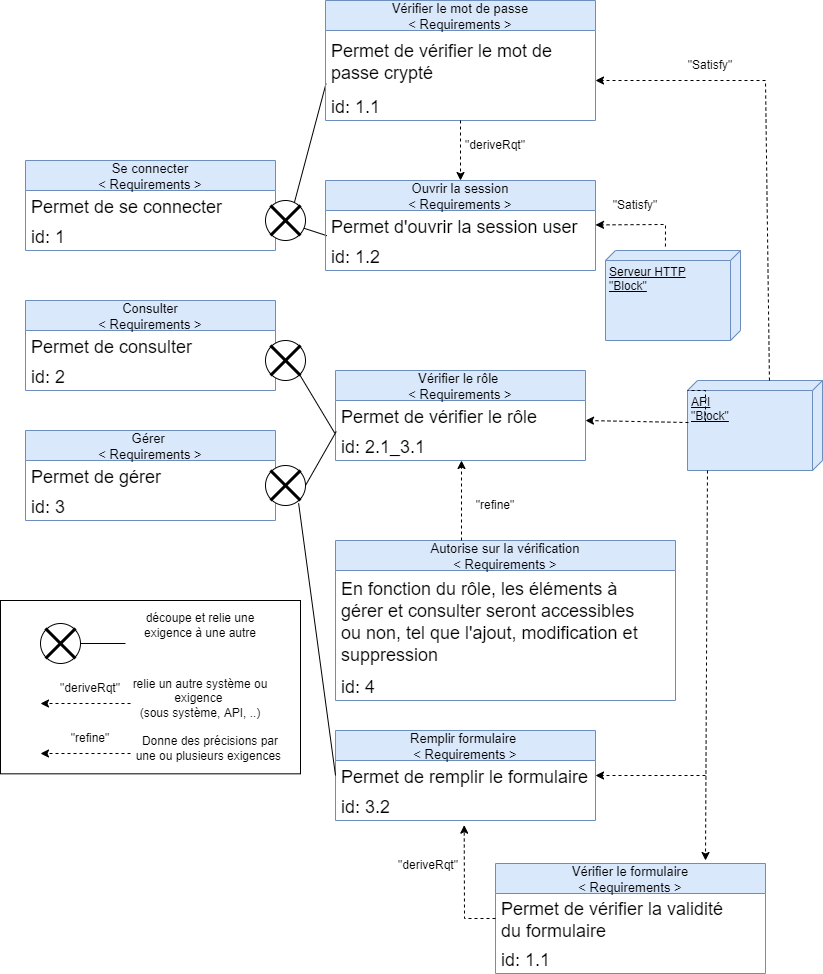 Vérifier le mot de passe
< Requirements >
Permet de vérifier le mot de
passe crypté
id: 1.1
"Satisfy"
"deriveRqt"
Se connecter
< Requirements >
Permet de se connecter
id: 1
Ouvrir la session
< Requirements >
Permet d'ouvrir la session user
id: 1.2
"Satisfy"
Serveur HTTP
"Block"
Consulter
< Requirements >
Permet de consulter
id: 2
Vérifier le rôle
< Requirements >
Permet de vérifier le rôle
id: 2.1_3.1
API
"Block"
Gérer
< Requirements >
Permet de gérer
id: 3
"refine"
Autorise sur la vérification
< Requirements >
En fonction du rôle, les éléments à
gérer et consulter seront accessibles
ou non, tel que l'ajout, modification et
suppression
id: 4
découpe et relie une
exigence à une autre
"deriveRqt"
relie un autre système ou
exigence
(sous système, API, ..)
"refine"
Donne des précisions par
une ou plusieurs exigences
Remplir formulaire
< Requirements >
Permet de remplir le formulaire
id: 3.2
"deriveRqt"
Vérifier le formulaire
< Requirements >
Permet de vérifier la validité
du formulaire
id: 1.1